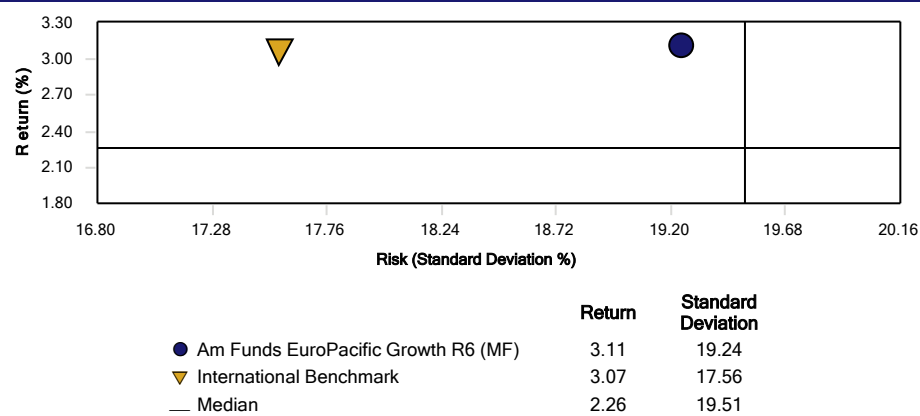 3.30
3.00
2.70
2.40
2.10
1.80
Return (%)
16.80 17.28 17.76 18.24 18.72 19.20 19.68 20.16
Risk (Standard Deviation %)
Return Standard Deviation
Am Funds EuroPacific Growth R6 (MF) 3.11 19.24
International Benchmark 3.07 17.56
Median 2.26 19.51